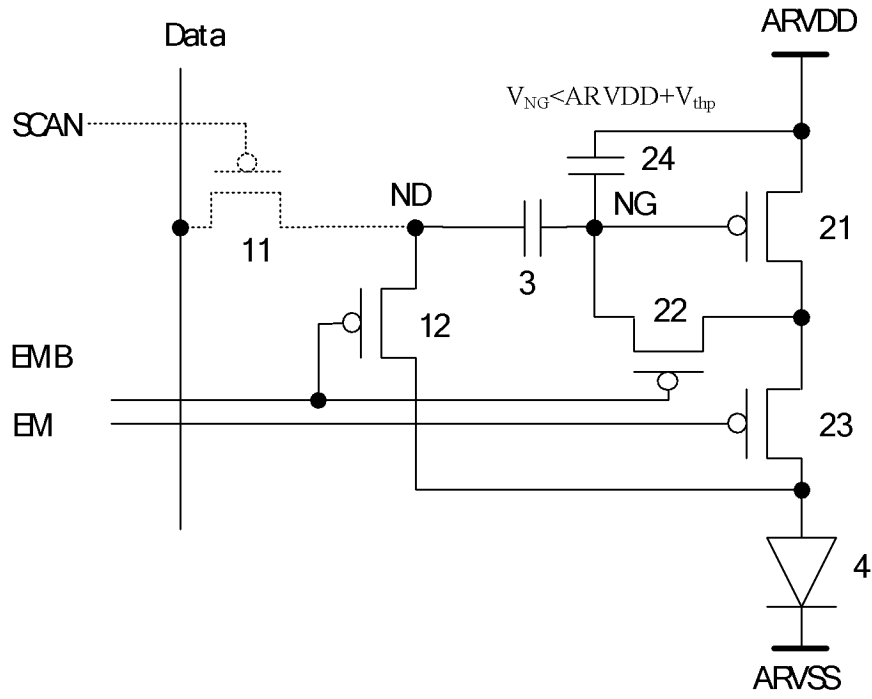 ARVDD
Data
V_NG<ARVDD+V_thp
SCAN
24
ND
NG
21
11
3
22
12
EMB
EM
23
4
ARVSS